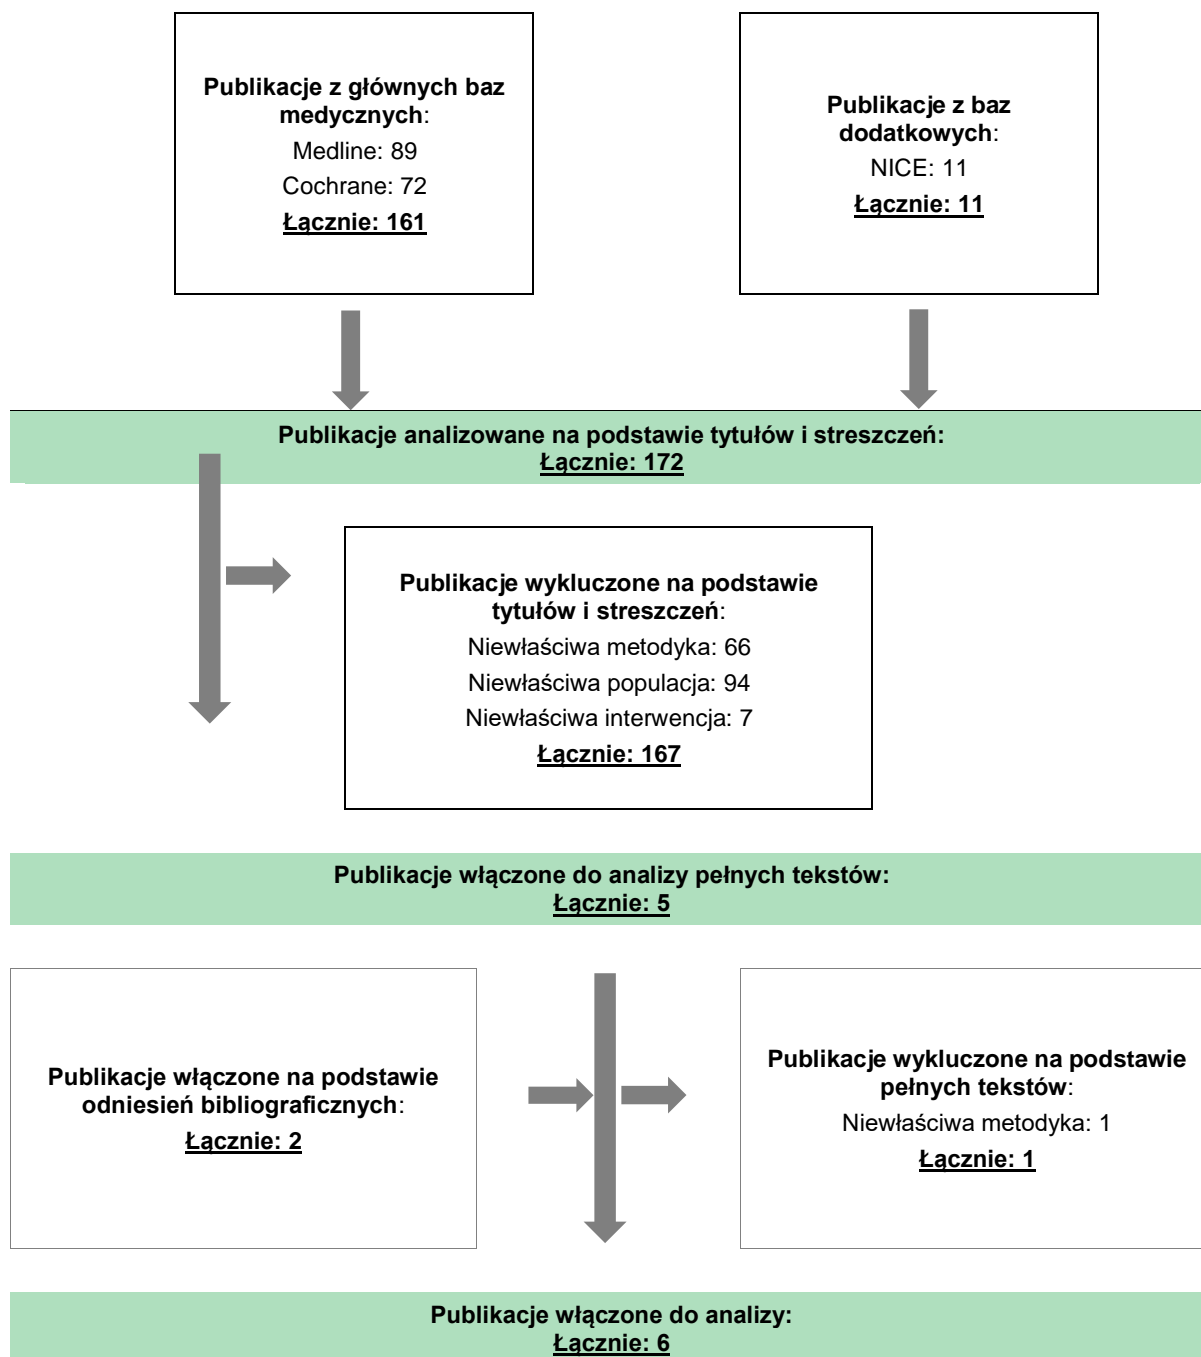 Publikacje z głównych baz
medycznych:
Medline: 89
Cochrane: 72
Łącznie: 161
Publikacje z baz
dodatkowych:
NICE: 11
Łącznie: 11
Publikacje analizowane na podstawie tytułów i streszczeń:
Łącznie: 172
Publikacje wykluczone na podstawie
tytułów i streszczeń:
Niewłaściwa metodyka: 66
Niewłaściwa populacja: 94
Niewłaściwa interwencja: 7
Łącznie: 167
Publikacje włączone do analizy pełnych tekstów:
Łącznie: 5
Publikacje włączone na podstawie
odniesień bibliograficznych:
Łącznie: 2
Publikacje wykluczone na podstawie
pełnych tekstów:
Niewłaściwa metodyka: 1
Łącznie: 1
Publikacje włączone do analizy:
Łącznie: 6